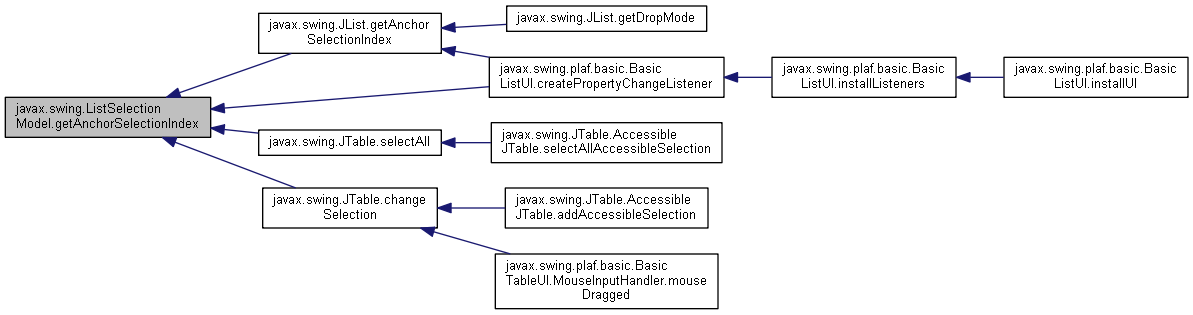 javax.swing.JList.getAnchor
SelectionIndex
javax.swing.JList.getDropMode
javax.swing.plaf.basic.Basic
ListUI.createPropertyChangeListener
javax.swing.plaf.basic.Basic
ListUI.installListeners
javax.swing.plaf.basic.Basic
ListUI.installUI
javax.swing.ListSelection
Model.getAnchorSelectionIndex
javax.swing.JTable.selectAll
javax.swing.JTable.Accessible
JTable.selectAllAccessibleSelection
javax.swing.JTable.change
Selection
javax.swing.JTable.Accessible
JTable.addAccessibleSelection
javax.swing.plaf.basic.Basic
TableUI.MouseInputHandler.mouse
Dragged